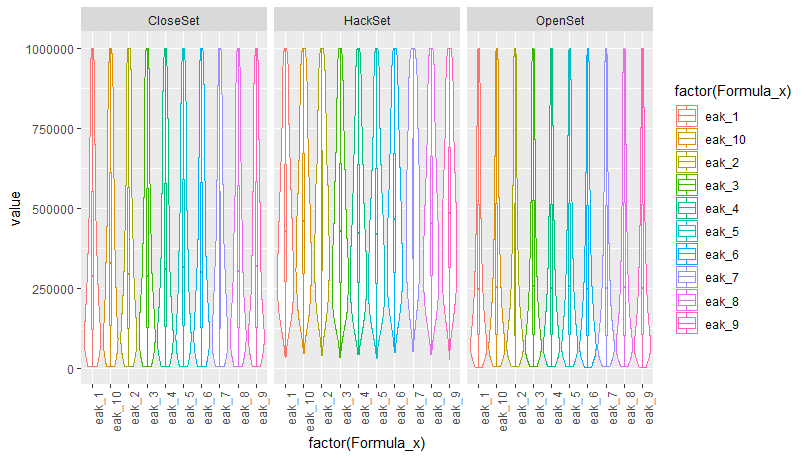 CloseSet HackSet OpenSet
1000000
750000
500000
250000
0
value
eak_1 eak_10 eak_2 eak_3 eak_4 eak_5 eak_6 eak_7 eak_8 eak_9 eak_1 eak_10 eak_2 eak_3 eak_4 eak_5 eak_6 eak_7 eak_8 eak_9 eak_1 eak_10 eak_2 eak_3 eak_4 eak_5 eak_6 eak_7 eak_8 eak_9
factor(Formula_x)
factor(Formula_x)
eak_1
eak_10
eak_2
eak_3
eak_4
eak_5
eak_6
eak_7
eak_8
eak_9